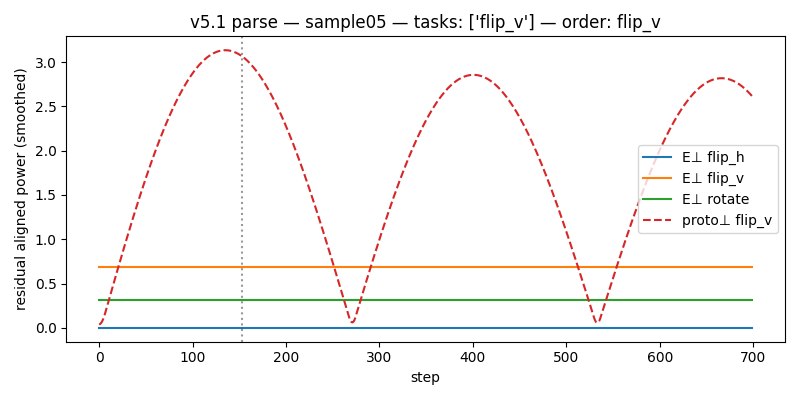 v5.1 parse — sample05 — tasks: ['flip_v'] — order: flip_v
residual aligned power (smoothed)
3.0
2.5
2.0
1.5
1.0
0.5
0.0
E⊥ flip_h
E⊥ flip_v
E⊥ rotate
proto⊥ flip_v
0 100 200 300 400 500 600 700
step